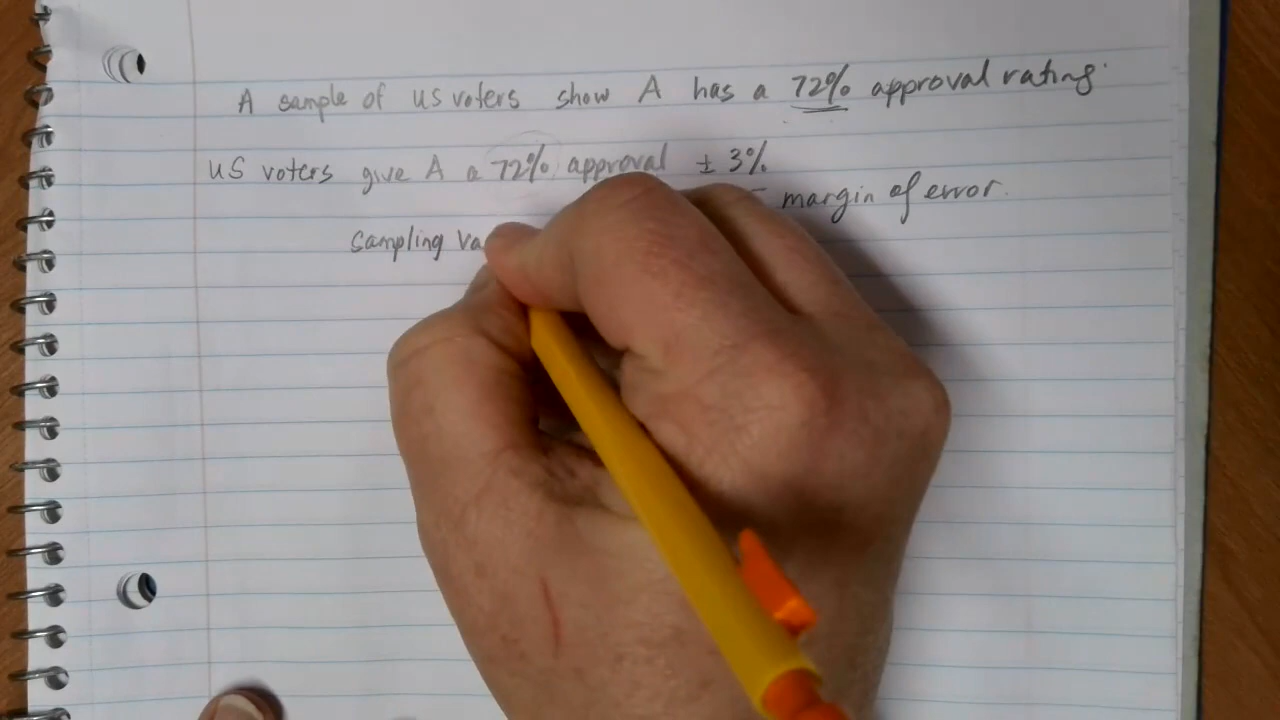 A sample of US voters show A has a 72% approval rating.
US voters give A a 72% approval ± 3%
margin of error.
Sampling va